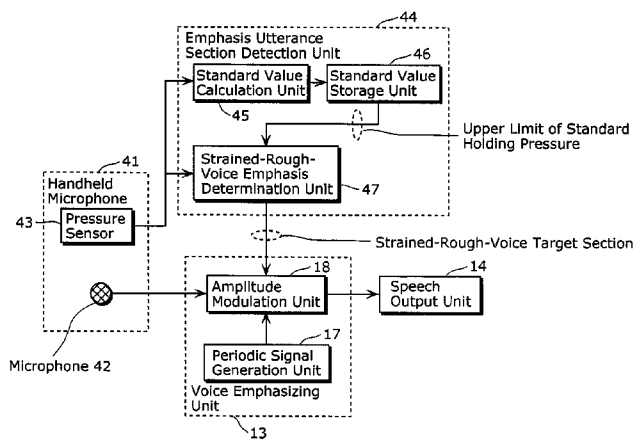 44
Emphasis Utterance
Section Detection Unit
46
Standard Value
Calculation Unit
Standard Value
Storage Unit
45
Upper Limit of Standard
Holding Pressure
41
Strained-Rough-
Voice Emphasis
Determination Unit
47
Handheld
Microphone
43
Pressure
Sensor
Strained-Rough-Voice Target Section
18
14
Amplitude
Modulation Unit
Speech
Output Unit
Microphone 42
17
Periodic Signal
Generation Unit
Voice Emphasizing
Unit
13